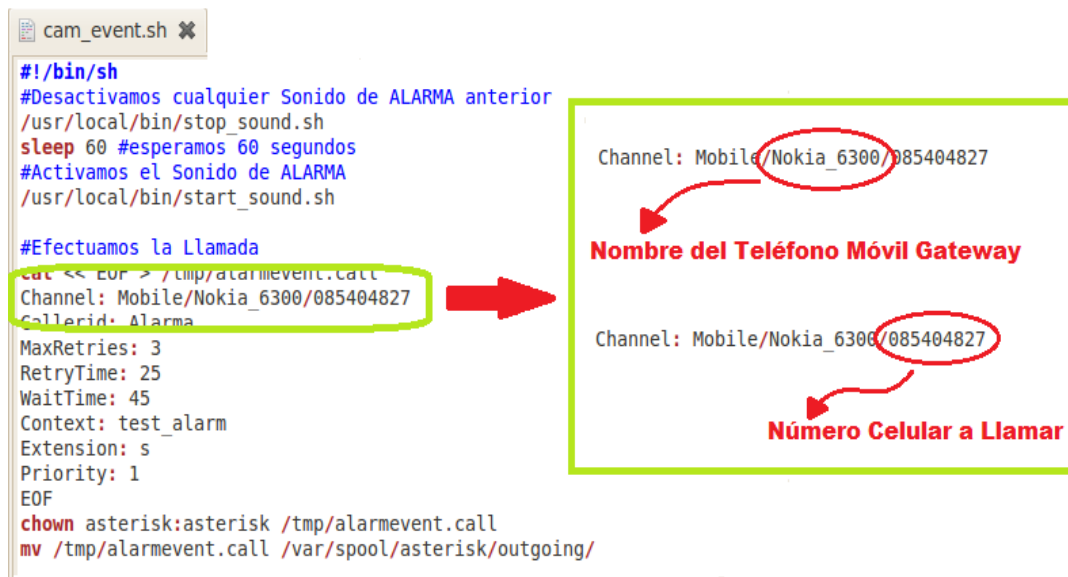 cam_event.sh
#!/bin/sh
#Desactivamos cualquier Sonido de ALARMA anterior
/usr/local/bin/stop_sound.sh
sleep 60 #esperamos 60 segundos
#Activamos el Sonido de ALARMA
/usr/local/bin/start_sound.sh
#Efectuamos la Llamada
cat << EOF > /tmp/alarmevent.call
Channel: Mobile/Nokia_6300/085404827
Callerid: Alarma
MaxRetries: 3
RetryTime: 25
WaitTime: 45
Context: test_alarm
Extension: s
Priority: 1
EOF
chown asterisk:asterisk /tmp/alarmevent.call
mv /tmp/alarmevent.call /var/spool/asterisk/outgoing/
Channel: Mobile/Nokia_6300/085404827
Nombre del Teléfono Móvil Gateway
Channel: Mobile/Nokia_6300/085404827
Número Celular a Llamar